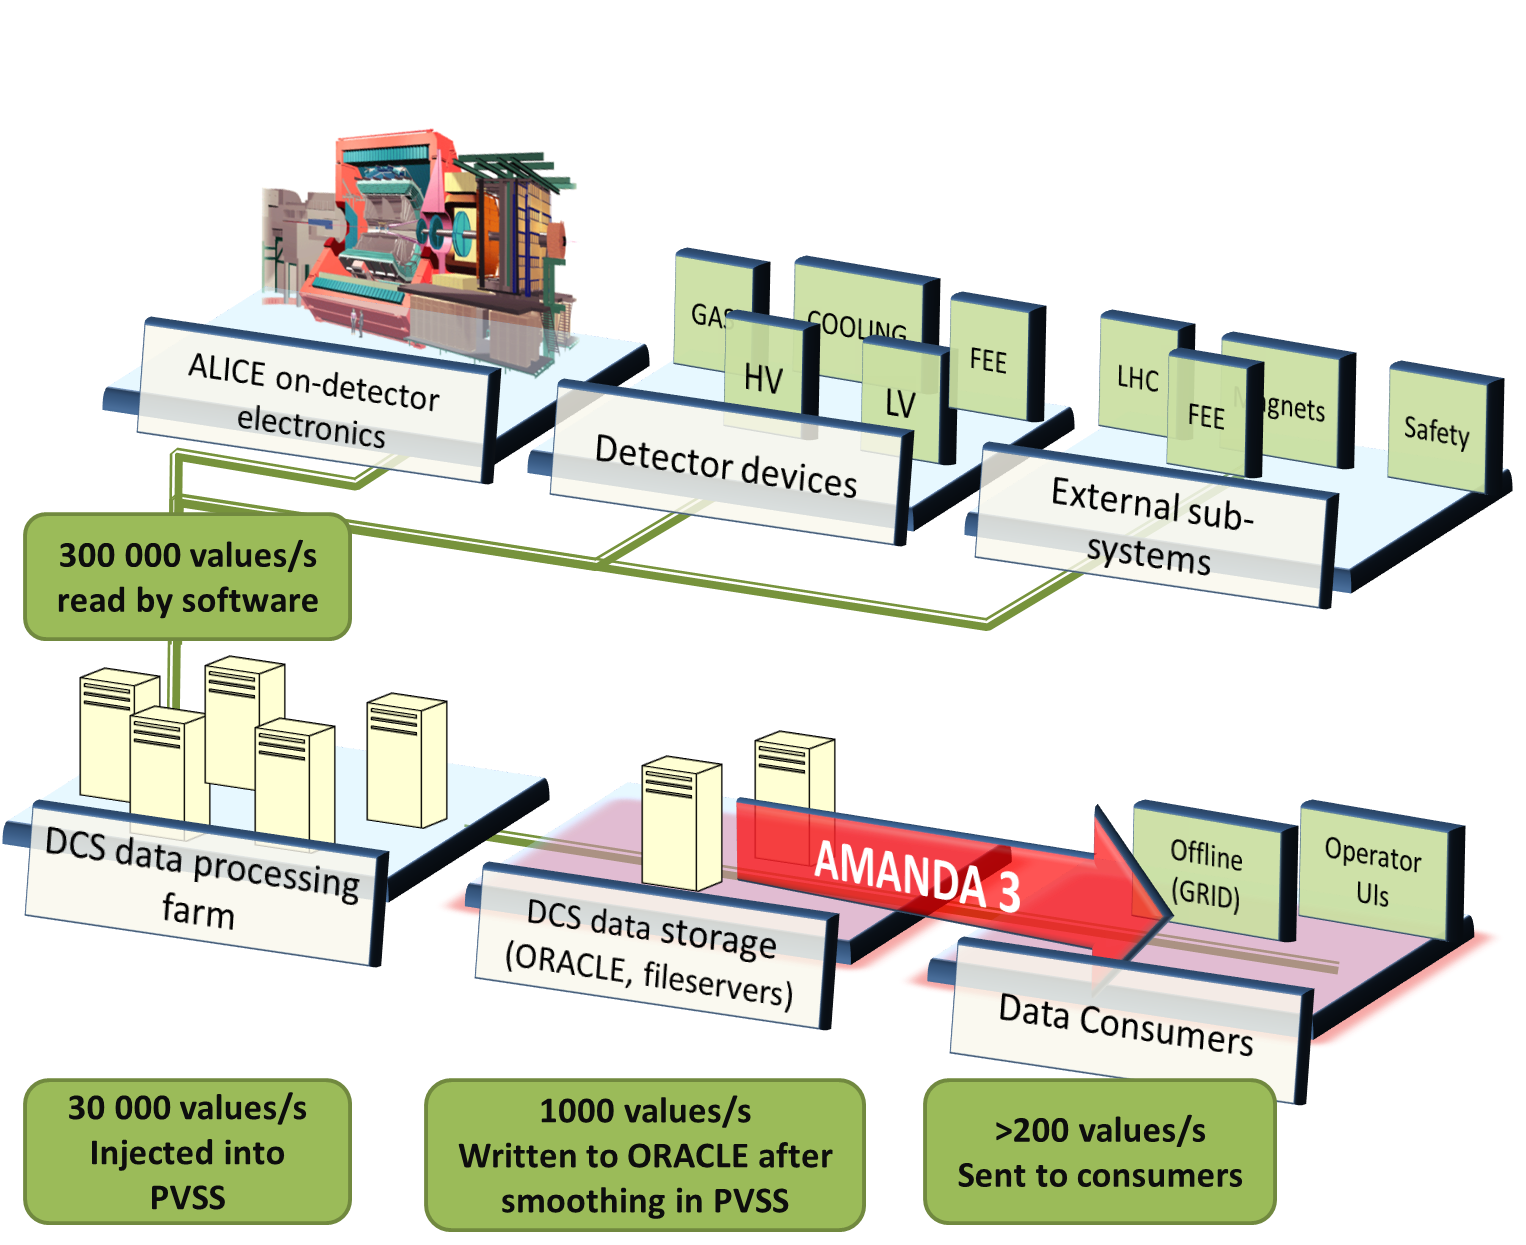 ALICE on-detector
electronics
GAS
COOLING
FEE
HV
LV
Detector devices
LHC
Magnets
FEE
Safety
External sub-
systems
300 000 values/s
read by software
DCS data processing
farm
DCS data storage
(ORACLE, fileservers)
AMANDA 3
Offline
(GRID)
Operator
UIs
Data Consumers
30 000 values/s
Injected into
PVSS
1000 values/s
Written to ORACLE after
smoothing in PVSS
>200 values/s
Sent to consumers